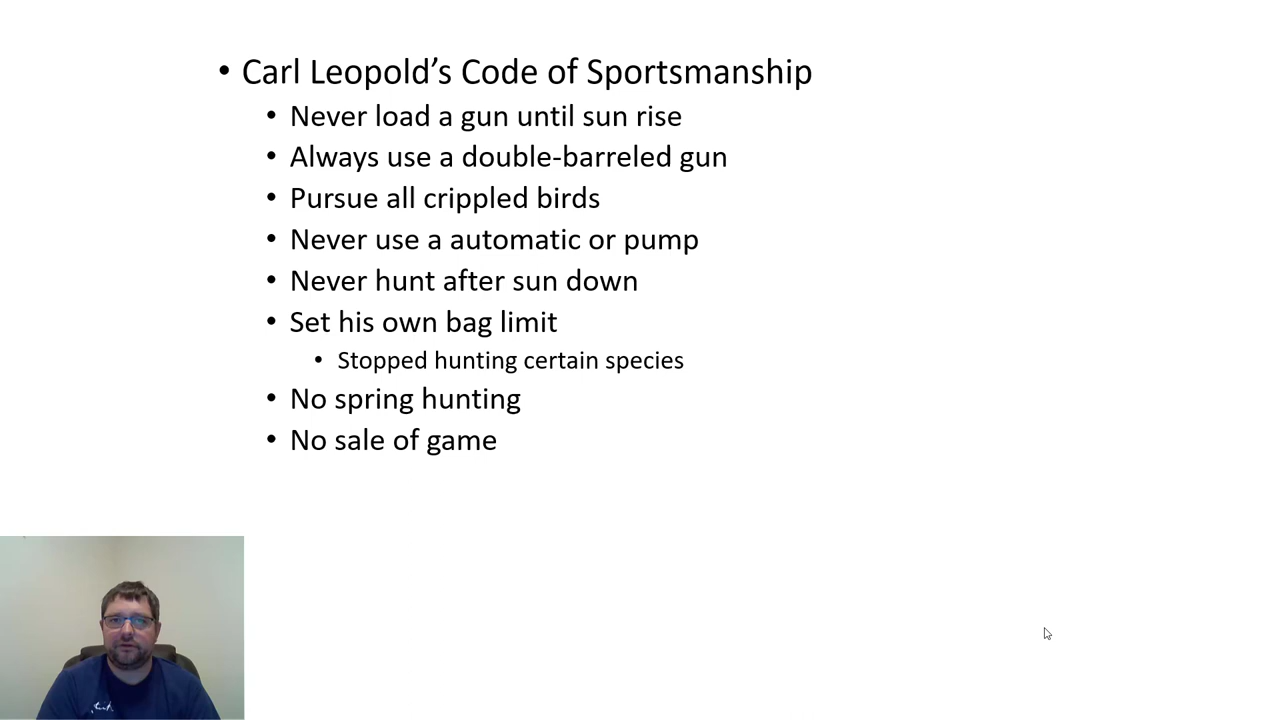 • Carl Leopold’s Code of Sportsmanship
• Never load a gun until sun rise
• Always use a double-barreled gun
• Pursue all crippled birds
• Never use a automatic or pump
• Never hunt after sun down
• Set his own bag limit
• Stopped hunting certain species
• No spring hunting
• No sale of game